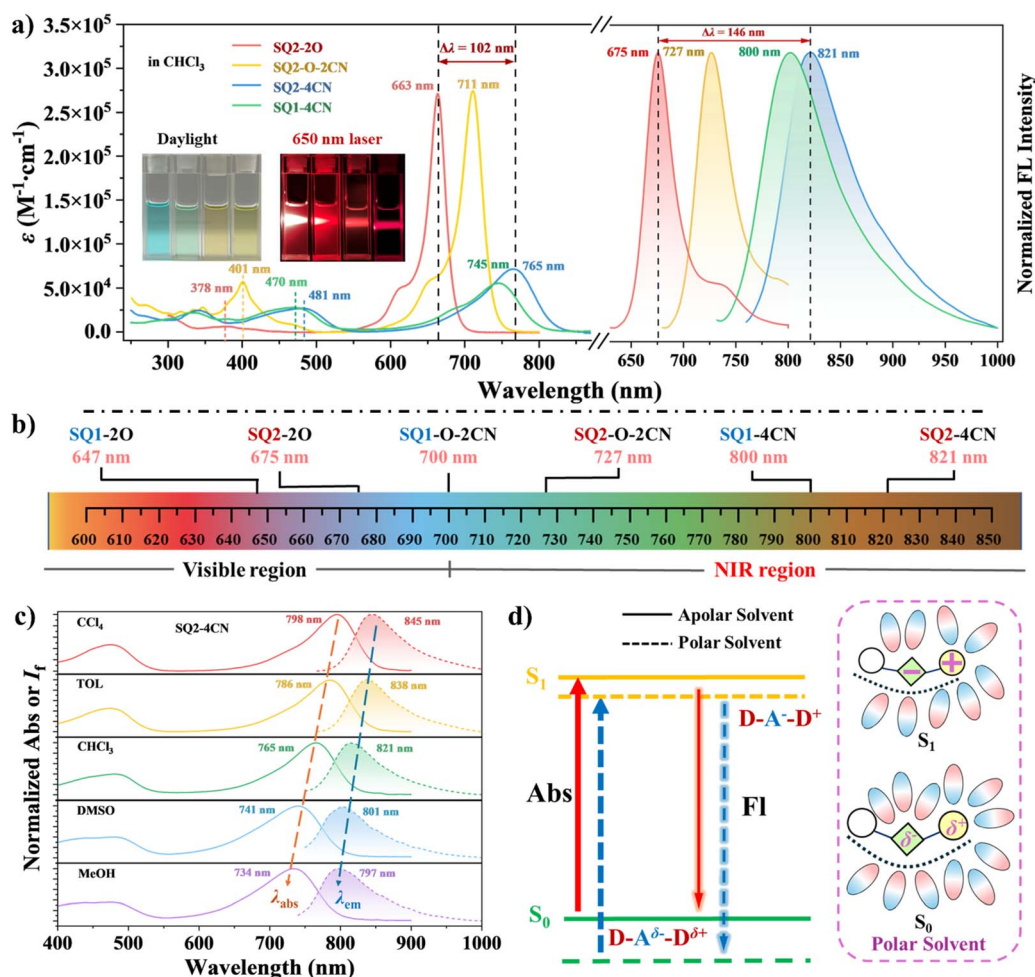 a)
3.5×10⁵
3.0×10⁵
2.5×10⁵
2.0×10⁵
1.5×10⁵
1.0×10⁵
5.0×10⁴
0.0
ε (M⁻¹·cm⁻¹)
in CHCl₃
SQ2-2O
SQ2-O-2CN
SQ2-4CN
SQ1-4CN
Daylight
650 nm laser
Δλ = 102 nm
663 nm
711 nm
378 nm
401 nm
470 nm
481 nm
745 nm
765 nm
Δλ = 146 nm
675 nm
727 nm
800 nm
821 nm
300 400 500 600 700 800
650 700 750 800 850 900 950 1000
Wavelength (nm)
Normalized FL Intensity
b)
SQ1-2O SQ2-2O SQ1-O-2CN SQ2-O-2CN SQ1-4CN SQ2-4CN
647 nm 675 nm 700 nm 727 nm 800 nm 821 nm
600 610 620 630 640 650 660 670 680 690 700 710 720 730 740 750 760 770 780 790 800 810 820 830 840 850
Visible region
NIR region
c)
Normalized Abs or If
CCl₄
SQ2-4CN
798 nm
845 nm
TOL
786 nm
838 nm
CHCl₃
765 nm
821 nm
DMSO
741 nm
801 nm
MeOH
734 nm
797 nm
λabs
λem
400 500 600 700 800 900 1000
Wavelength (nm)
d)
Apolar Solvent
Polar Solvent
S₁
D-A⁻-D⁺
Abs
Fl
S₀
D-Aᵟ⁻-Dᵟ⁺
− +
S₁
δ⁻ δ⁺
S₀
Polar Solvent